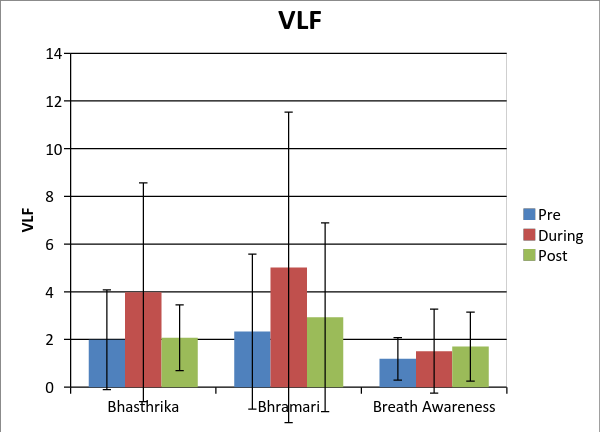 VLF
14
12
10
8
6
4
2
0
VLF
Bhasthrika
Bhramari
Breath Awareness
Pre
During
Post